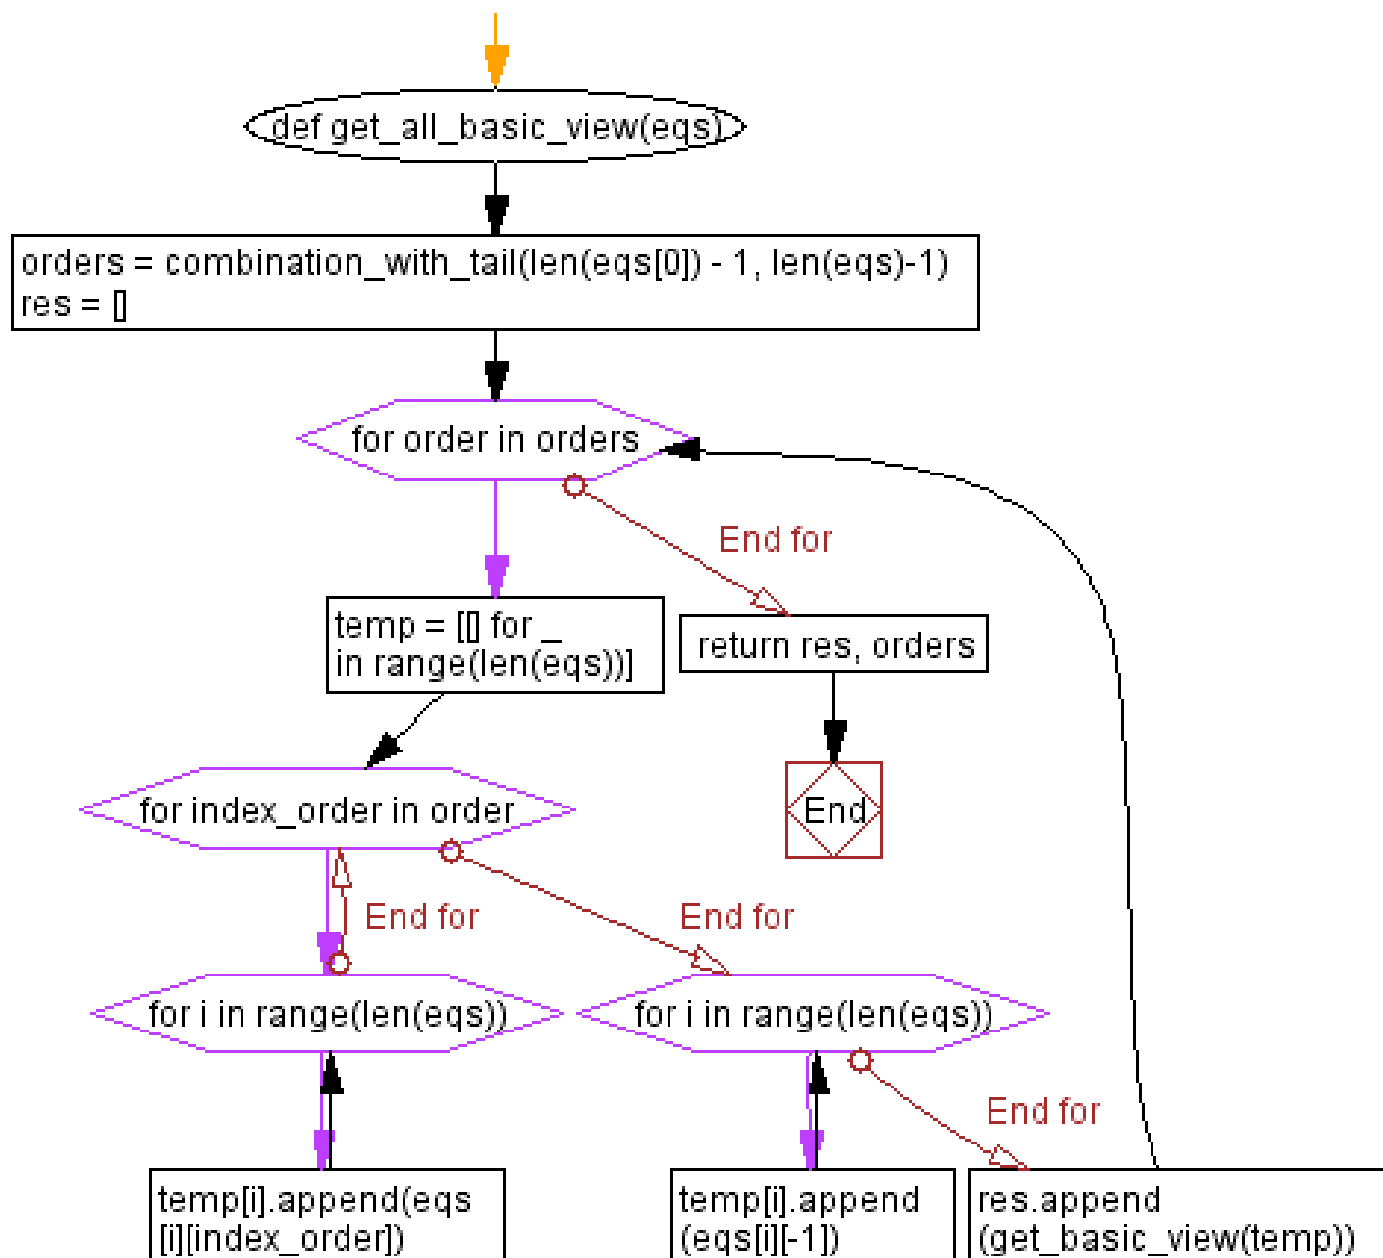 def get_all_basic_view(eqs)
orders = combination_with_tail(len(eqs[0]) - 1, len(eqs)-1)
res = []
for order in orders
End for
temp = [[] for _
in range(len(eqs))]
return res, orders
for index_order in order
End
End for
End for
for i in range(len(eqs))
for i in range(len(eqs))
End for
temp[i].append(eqs
[i][index_order])
temp[i].append
(eqs[i][-1])
res.append
(get_basic_view(temp))